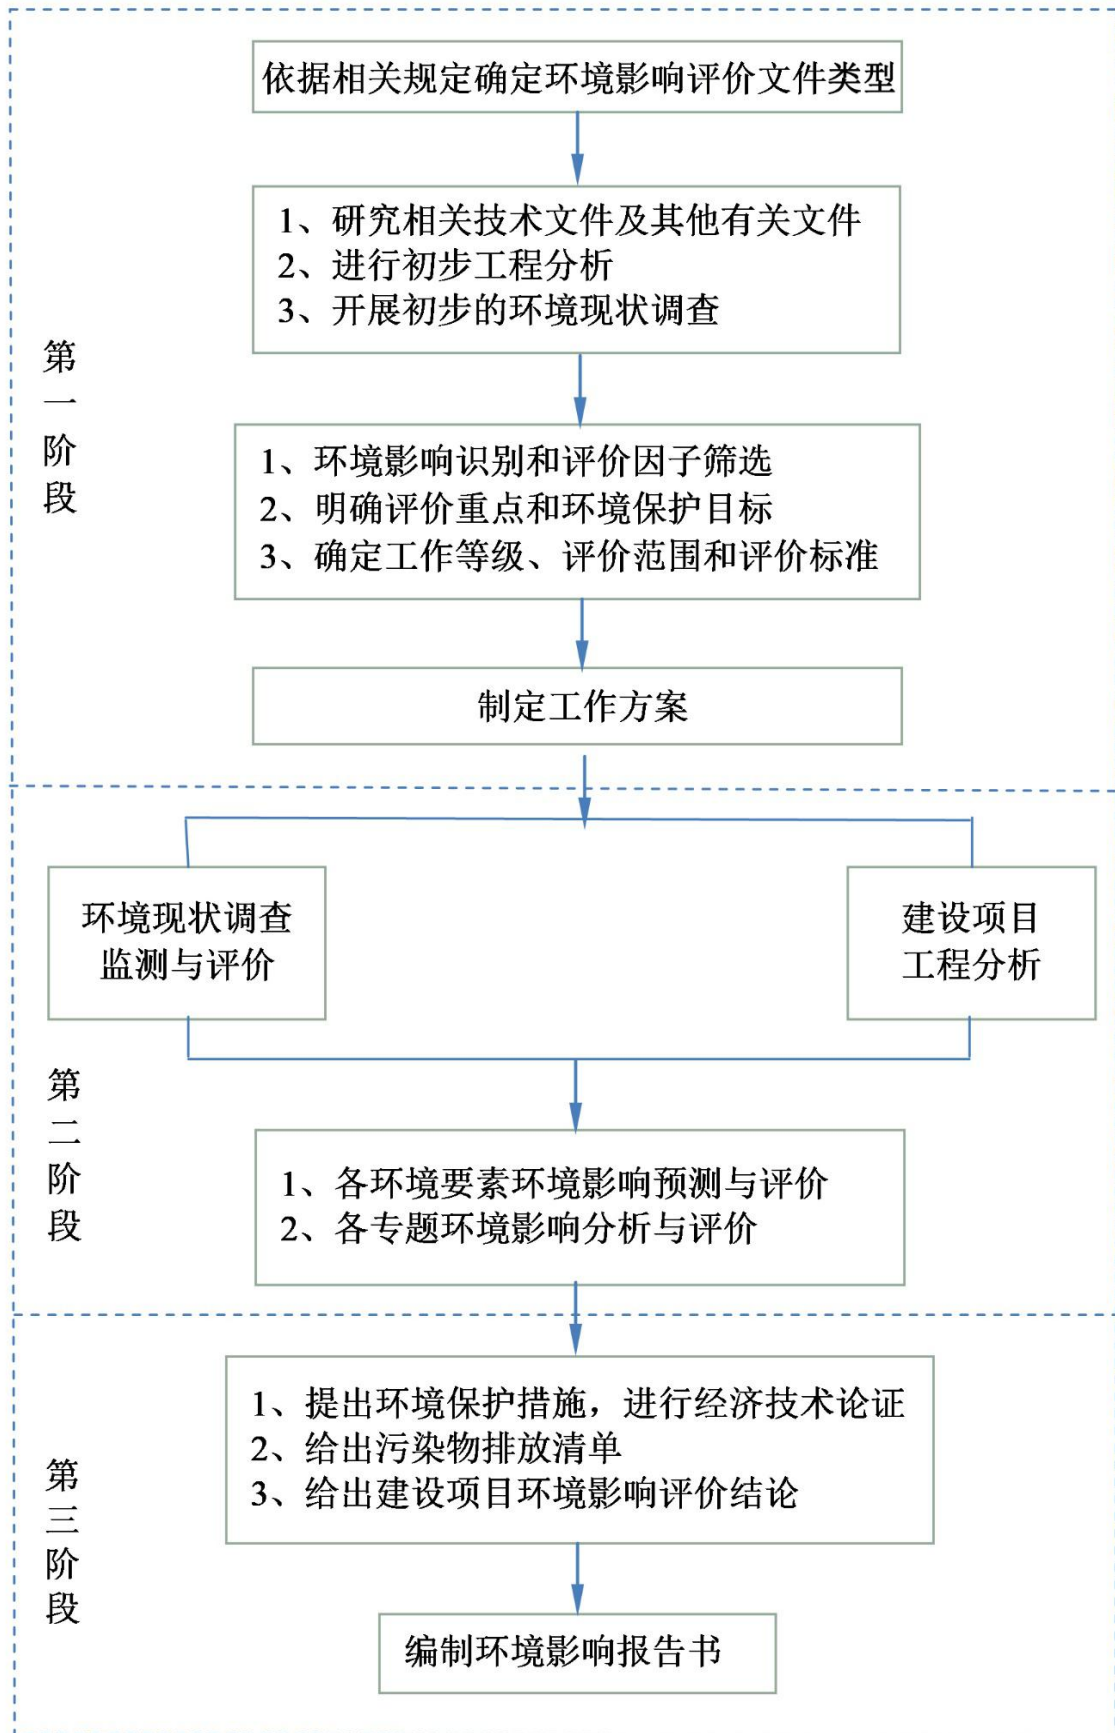 依据相关规定确定环境影响评价文件类型
1、研究相关技术文件及其他有关文件
2、进行初步工程分析
3、开展初步的环境现状调查
第一阶段
1、环境影响识别和评价因子筛选
2、明确评价重点和环境保护目标
3、确定工作等级、评价范围和评价标准
制定工作方案
环境现状调查
监测与评价
建设项目
工程分析
第二阶段
1、各环境要素环境影响预测与评价
2、各专题环境影响分析与评价
1、提出环境保护措施，进行经济技术论证
2、给出污染物排放清单
3、给出建设项目环境影响评价结论
第三阶段
编制环境影响报告书